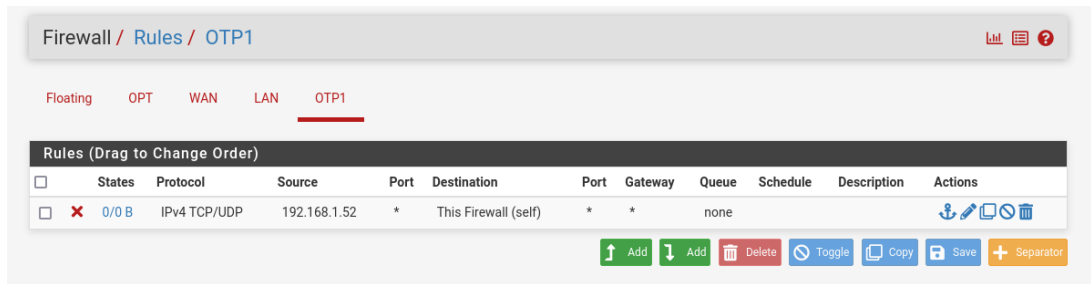 Firewall / Rules / OTP1
Floating OPT WAN LAN OTP1
Rules (Drag to Change Order)
States Protocol Source Port Destination Port Gateway Queue Schedule Description Actions
0/0 B IPv4 TCP/UDP 192.168.1.52 * This Firewall (self) * * none
Add Add Delete Toggle Copy Save Separator